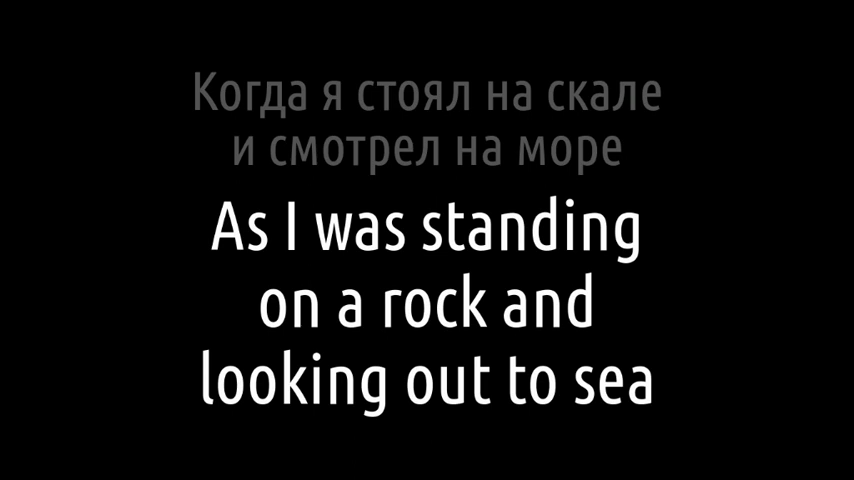 Когда я стоял на скале
и смотрел на море
As I was standing
on a rock and
looking out to sea